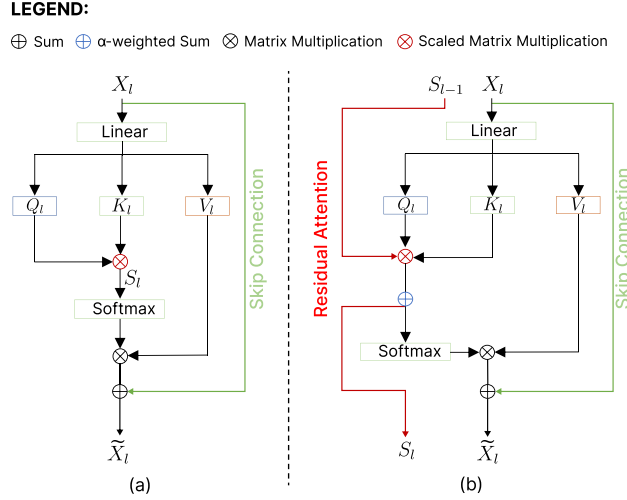 LEGEND:
Sum α-weighted Sum Matrix Multiplication Scaled Matrix Multiplication
X_l
Linear
Q_l K_l V_l
S_l
Softmax
Skip Connection
X̃_l
(a)
S_{l−1} X_l
Linear
Q_l K_l V_l
Residual Attention
Skip Connection
Softmax
S_l X̃_l
(b)